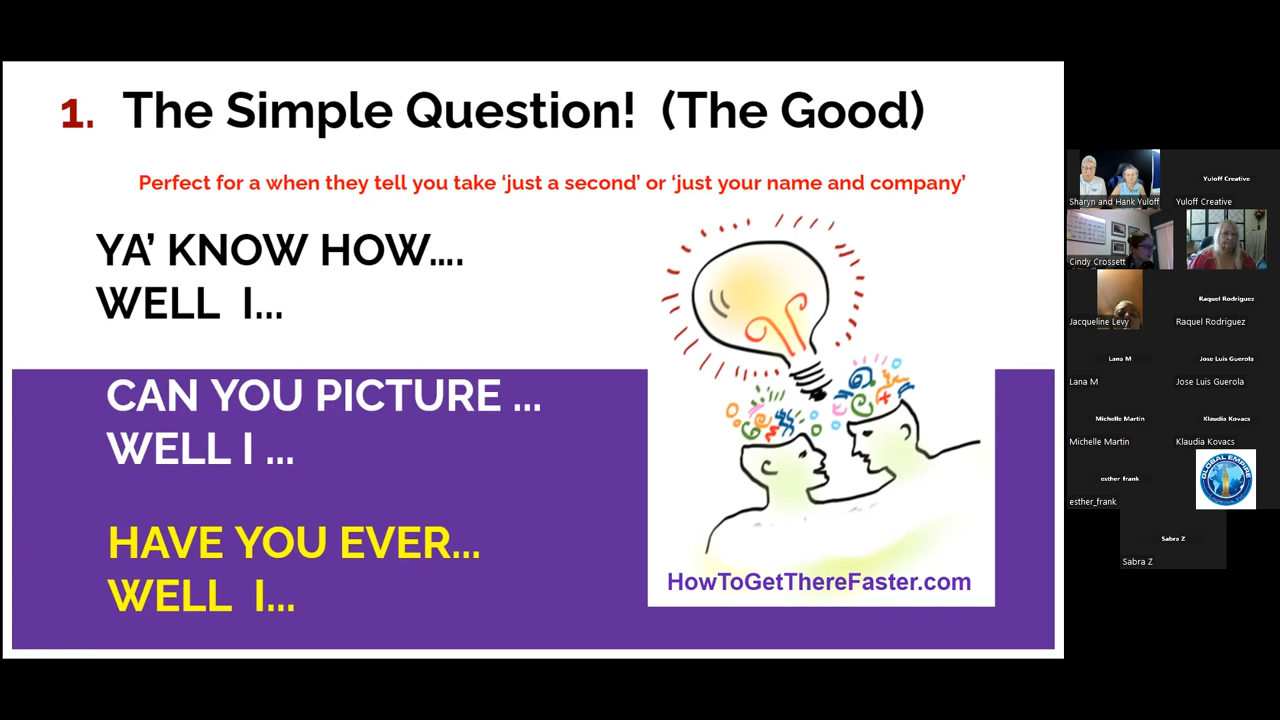 1. The Simple Question! (The Good)
Perfect for a when they tell you take ‘just a second’ or ‘just your name and company’
YA’ KNOW HOW....
WELL I...
CAN YOU PICTURE ...
WELL I ...
HAVE YOU EVER...
WELL I...
HowToGetThereFaster.com
Sharyn and Hank Yuloff
Yuloff Creative
Yuloff Creative
Cindy Crossett
Jacqueline Levy
Raquel Rodriguez
Raquel Rodriguez
Lana M
Lana M
Jose Luis Guerola
Jose Luis Guerola
Michelle Martin
Michelle Martin
Klaudia Kovacs
Klaudia Kovacs
esther_frank
esther_frank
GLOBAL EMPIRE
Sabra Z
Sabra Z